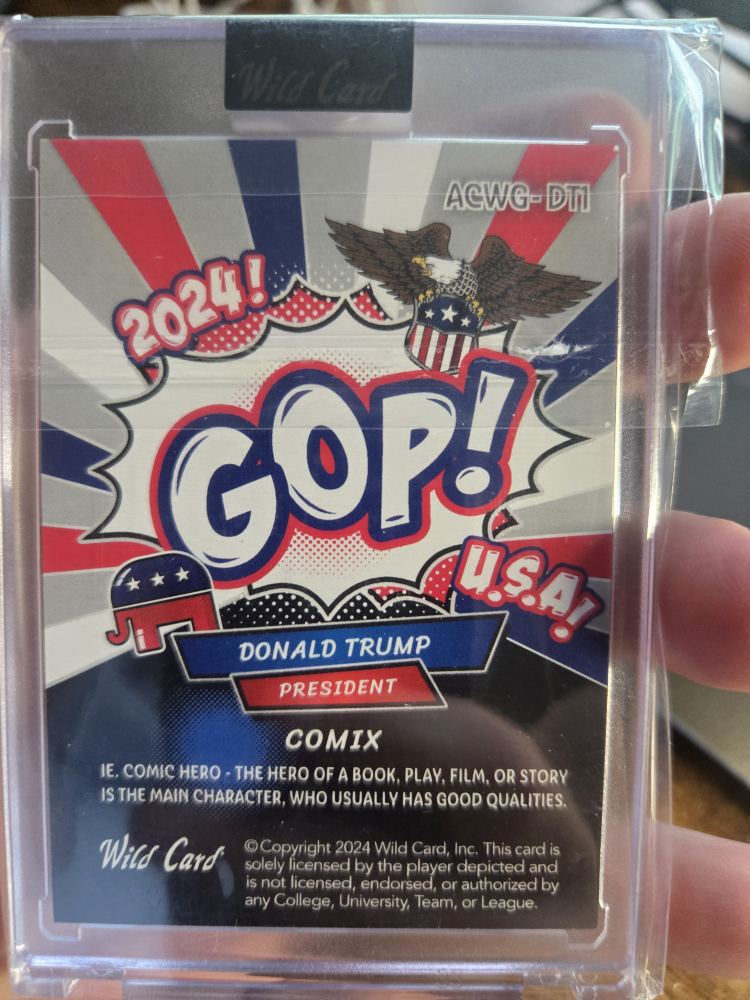 Wild Card
ACWG-DT1
2024!
GOP!
U.S.A!
DONALD TRUMP
PRESIDENT
COMIX
IE. COMIC HERO - THE HERO OF A BOOK, PLAY, FILM, OR STORY
IS THE MAIN CHARACTER, WHO USUALLY HAS GOOD QUALITIES.
Wild Card
©Copyright 2024 Wild Card, Inc. This card is
solely licensed by the player depicted and
is not licensed, endorsed, or authorized by
any College, University, Team, or League.